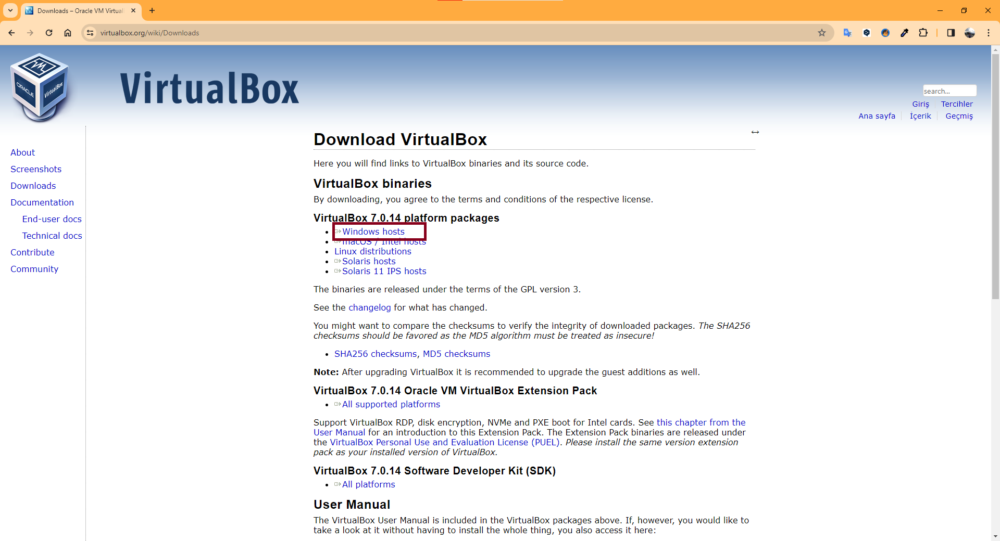 Downloads – Oracle VM Virtual
virtualbox.org/wiki/Downloads
ORACLE
VirtualBox
VirtualBox
search...
Giriş
Tercihler
Ana sayfa
İçerik
Geçmiş
About
Screenshots
Downloads
Documentation
End-user docs
Technical docs
Contribute
Community
Download VirtualBox
Here you will find links to VirtualBox binaries and its source code.
VirtualBox binaries
By downloading, you agree to the terms and conditions of the respective license.
VirtualBox 7.0.14 platform packages
Windows hosts
macOS / Intel hosts
Linux distributions
Solaris hosts
Solaris 11 IPS hosts
The binaries are released under the terms of the GPL version 3.
See the changelog for what has changed.
You might want to compare the checksums to verify the integrity of downloaded packages. The SHA256
checksums should be favored as the MD5 algorithm must be treated as insecure!
SHA256 checksums, MD5 checksums
Note: After upgrading VirtualBox it is recommended to upgrade the guest additions as well.
VirtualBox 7.0.14 Oracle VM VirtualBox Extension Pack
All supported platforms
Support VirtualBox RDP, disk encryption, NVMe and PXE boot for Intel cards. See this chapter from the
User Manual for an introduction to this Extension Pack. The Extension Pack binaries are released under
the VirtualBox Personal Use and Evaluation License (PUEL). Please install the same version extension
pack as your installed version of VirtualBox.
VirtualBox 7.0.14 Software Developer Kit (SDK)
All platforms
User Manual
The VirtualBox User Manual is included in the VirtualBox packages above. If, however, you would like to
take a look at it without having to install the whole thing, you also access it here: